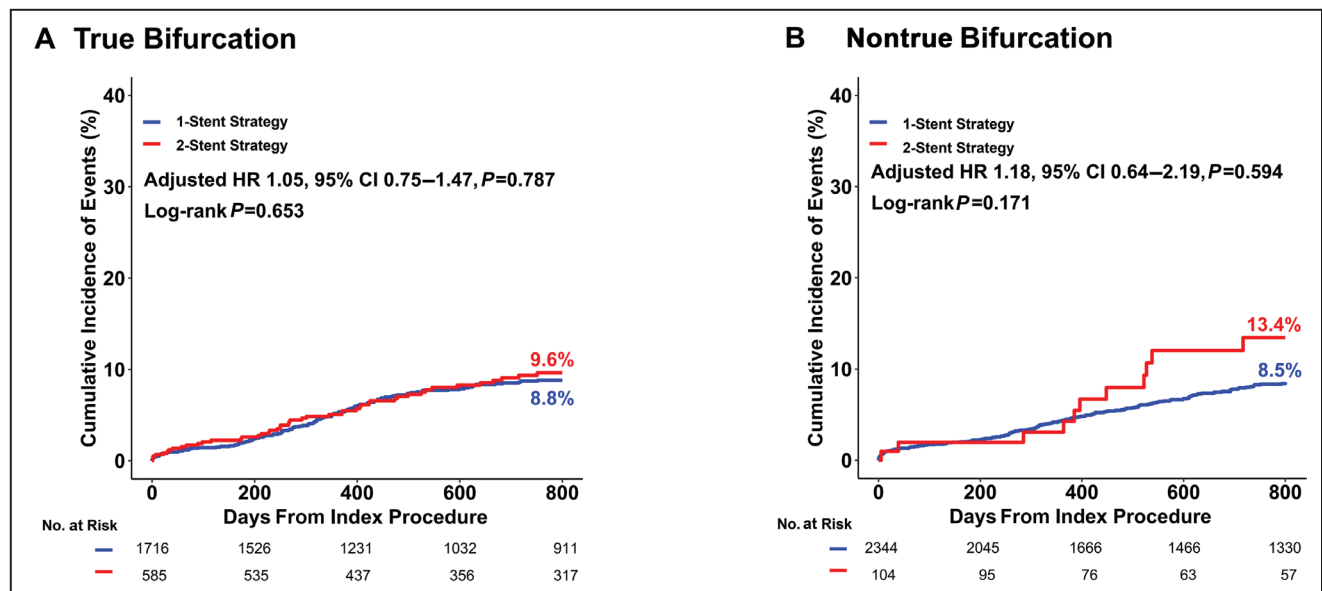 A True Bifurcation
Cumulative Incidence of Events (%)
40
30
20
10
0
1-Stent Strategy
2-Stent Strategy
Adjusted HR 1.05, 95% CI 0.75–1.47, P=0.787
Log-rank P=0.653
9.6%
8.8%
0 200 400 600 800
Days From Index Procedure
No. at Risk
1716 1526 1231 1032 911
585 535 437 356 317
B Nontrue Bifurcation
Cumulative Incidence of Events (%)
40
30
20
10
0
1-Stent Strategy
2-Stent Strategy
Adjusted HR 1.18, 95% CI 0.64–2.19, P=0.594
Log-rank P=0.171
13.4%
8.5%
0 200 400 600 800
Days From Index Procedure
No. at Risk
2344 2045 1666 1466 1330
104 95 76 63 57